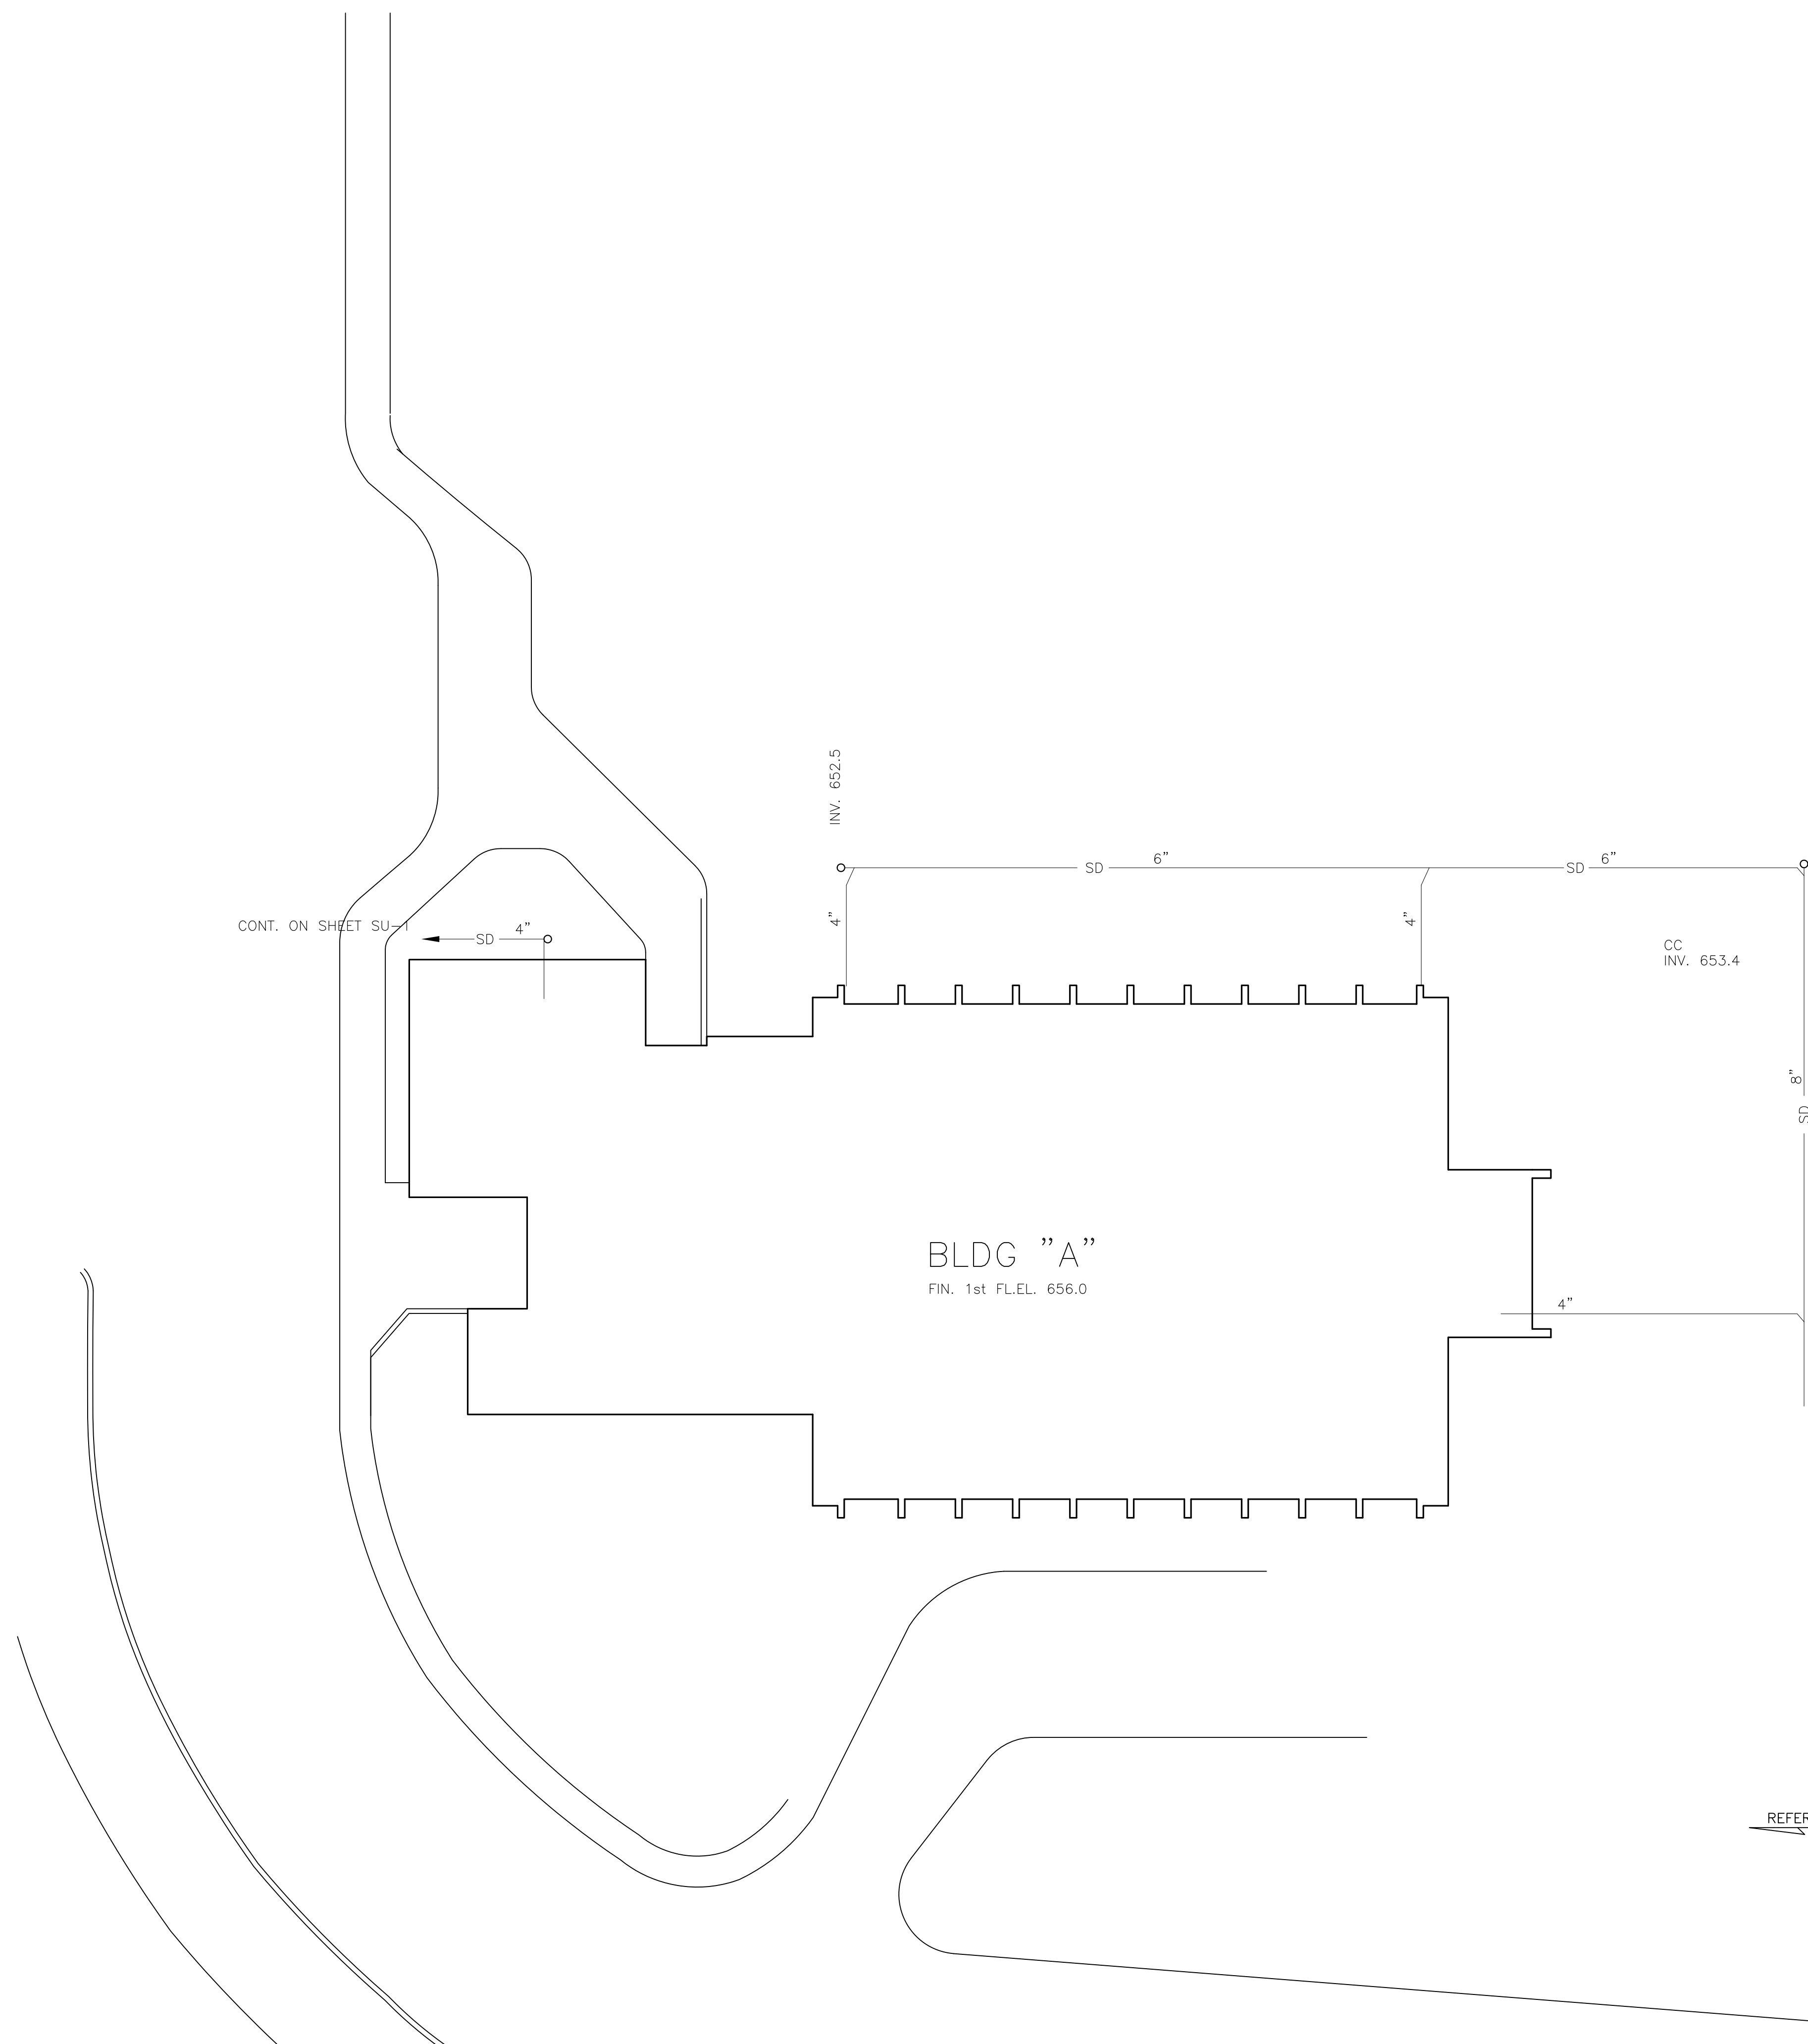 INV. 652.5
SD 6"
SD 6"
CONT. ON SHEET SU-1
SD 4"
4"
4"
CC
INV. 653.4
8"
SD
BLDG "A"
FIN. 1st FL.EL. 656.0
4"
REFER